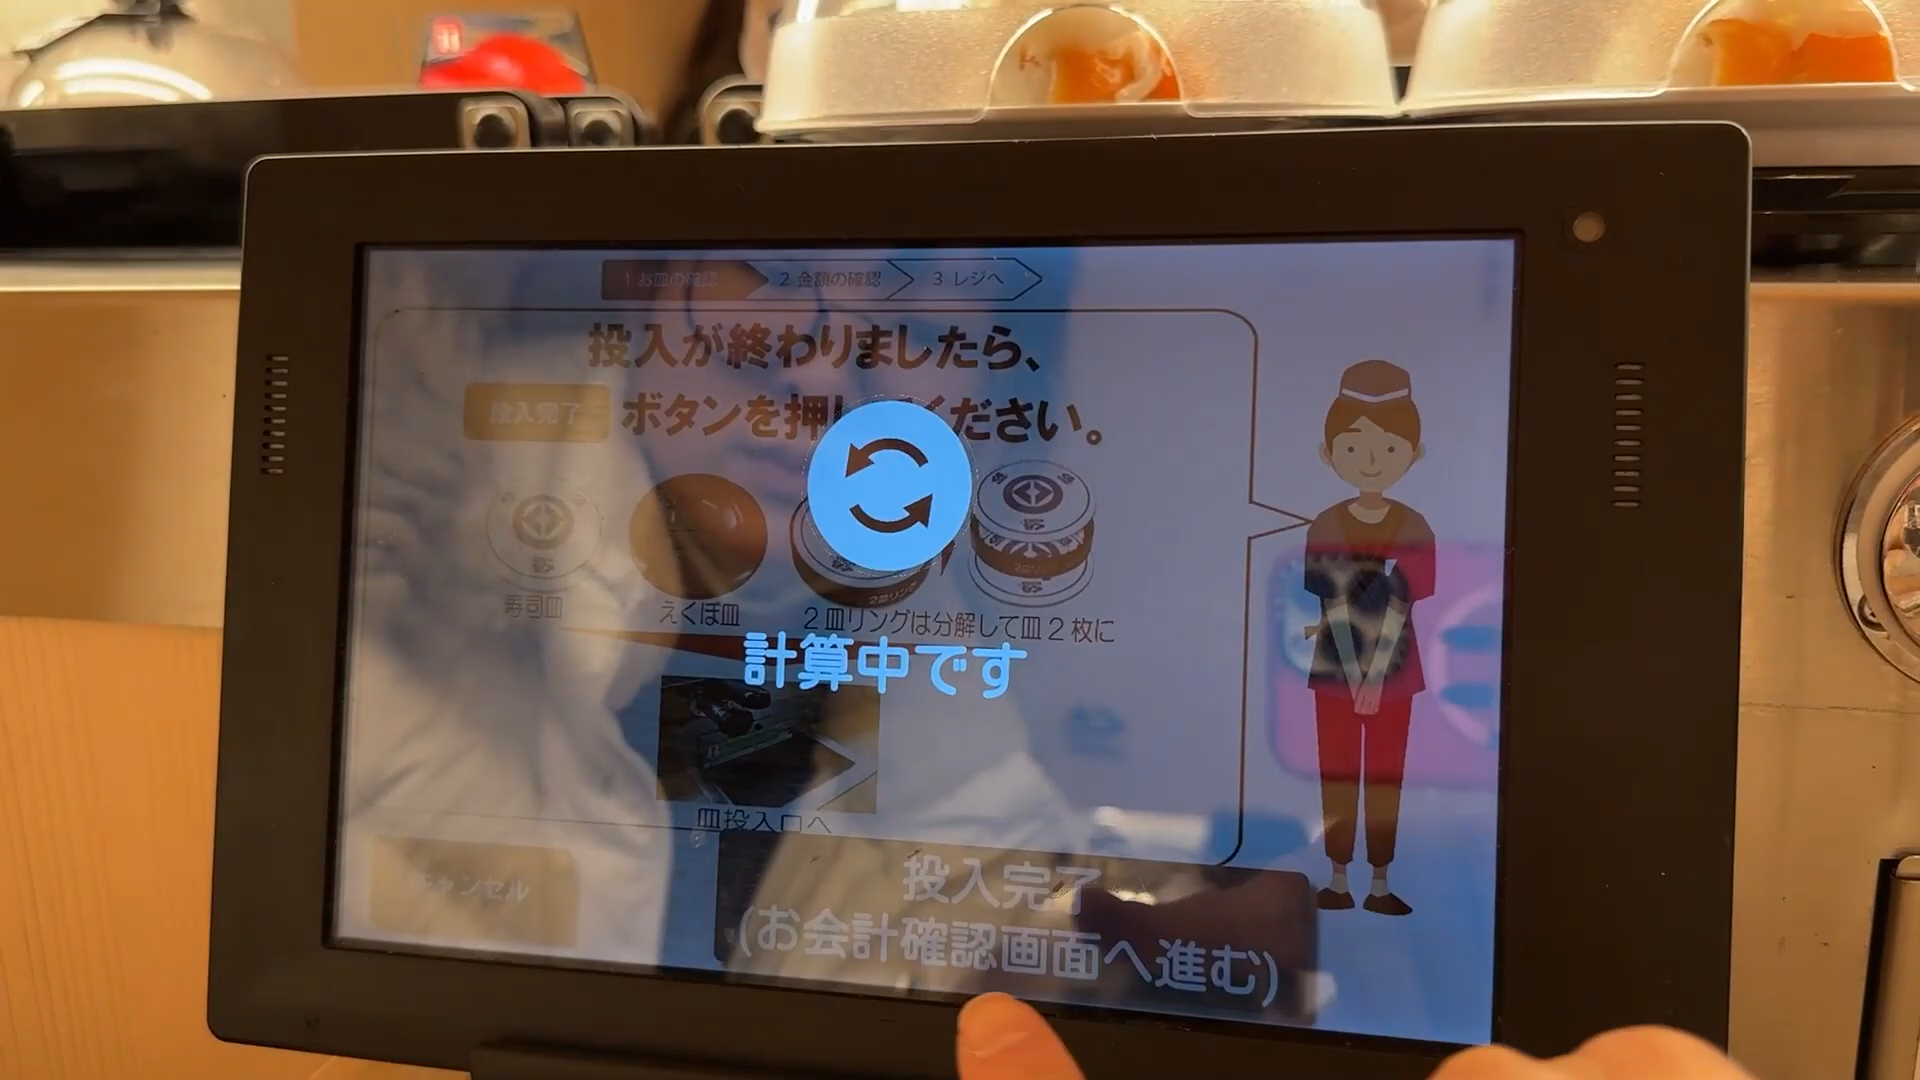 1 お皿の確認
2 金額の確認
3 レジへ
投入が終わりましたら、
投入完了 ボタンを押し ください。
寿司皿
えくぼ皿
2皿リングは分解して皿2枚に
計算中です
皿投入口へ
キャンセル
投入完了
(お会計確認画面へ進む)